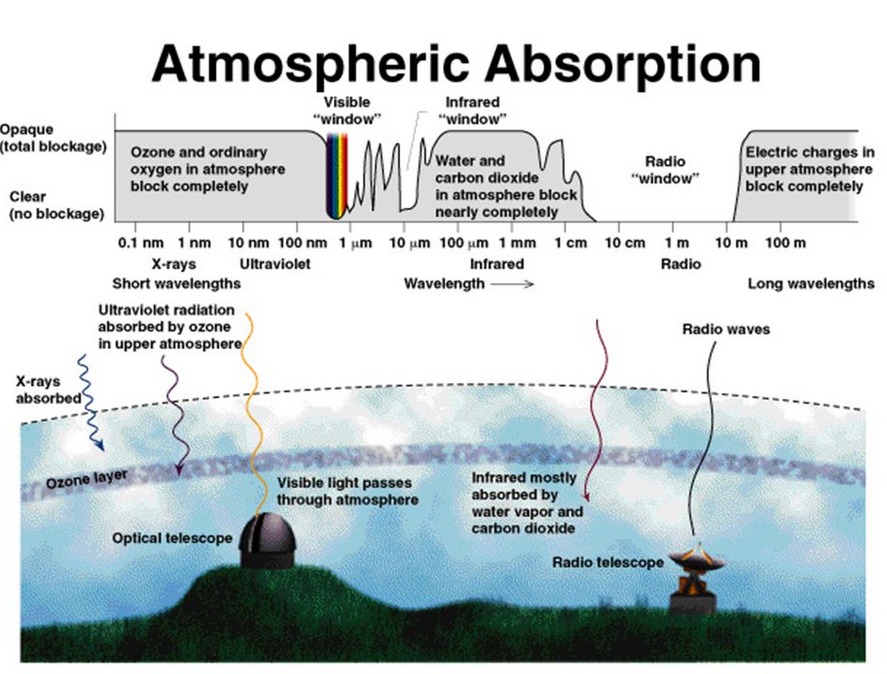 Atmospheric Absorption
Visible
“window”
Infrared
“window”
Opaque
(total blockage)
Clear
(no blockage)
Ozone and ordinary
oxygen in atmosphere
block completely
Water and
carbon dioxide
in atmosphere block
nearly completely
Radio
“window”
Electric charges in
upper atmosphere
block completely
0.1 nm 1 nm 10 nm 100 nm 1 µm 10 µm 100 µm 1 mm 1 cm 10 cm 1 m 10 m 100 m
X-rays Ultraviolet Infrared Radio
Short wavelengths Wavelength Long wavelengths
Ultraviolet radiation
absorbed by ozone
in upper atmosphere
Radio waves
X-rays
absorbed
Ozone layer
Visible light passes
through atmosphere
Infrared mostly
absorbed by
water vapor and
carbon dioxide
Optical telescope
Radio telescope